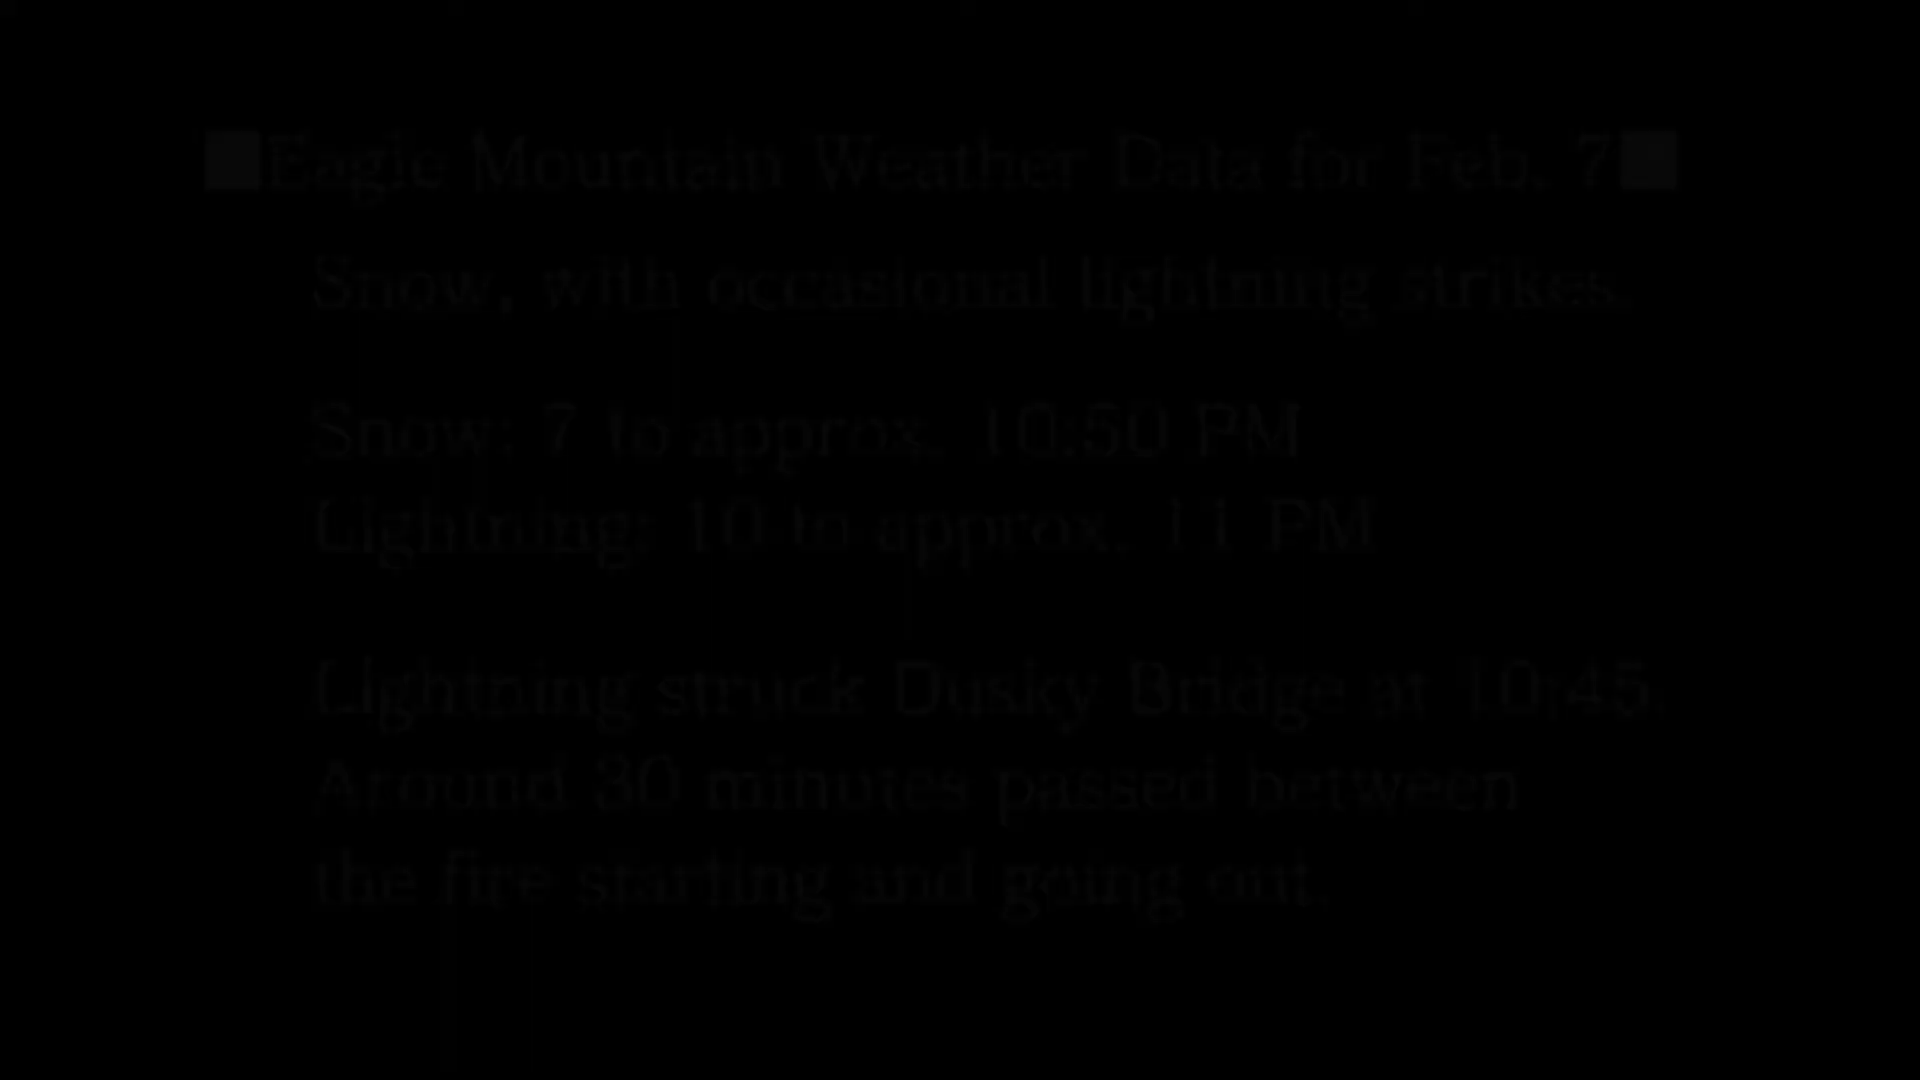 ■Eagle Mountain Weather Data for Feb. 7■
Snow, with occasional lightning strikes.
Snow: 7 to approx. 10:50 PM
Lightning: 10 to approx. 11 PM
Lightning struck Dusky Bridge at 10:45.
Around 30 minutes passed between
the fire starting and going out.